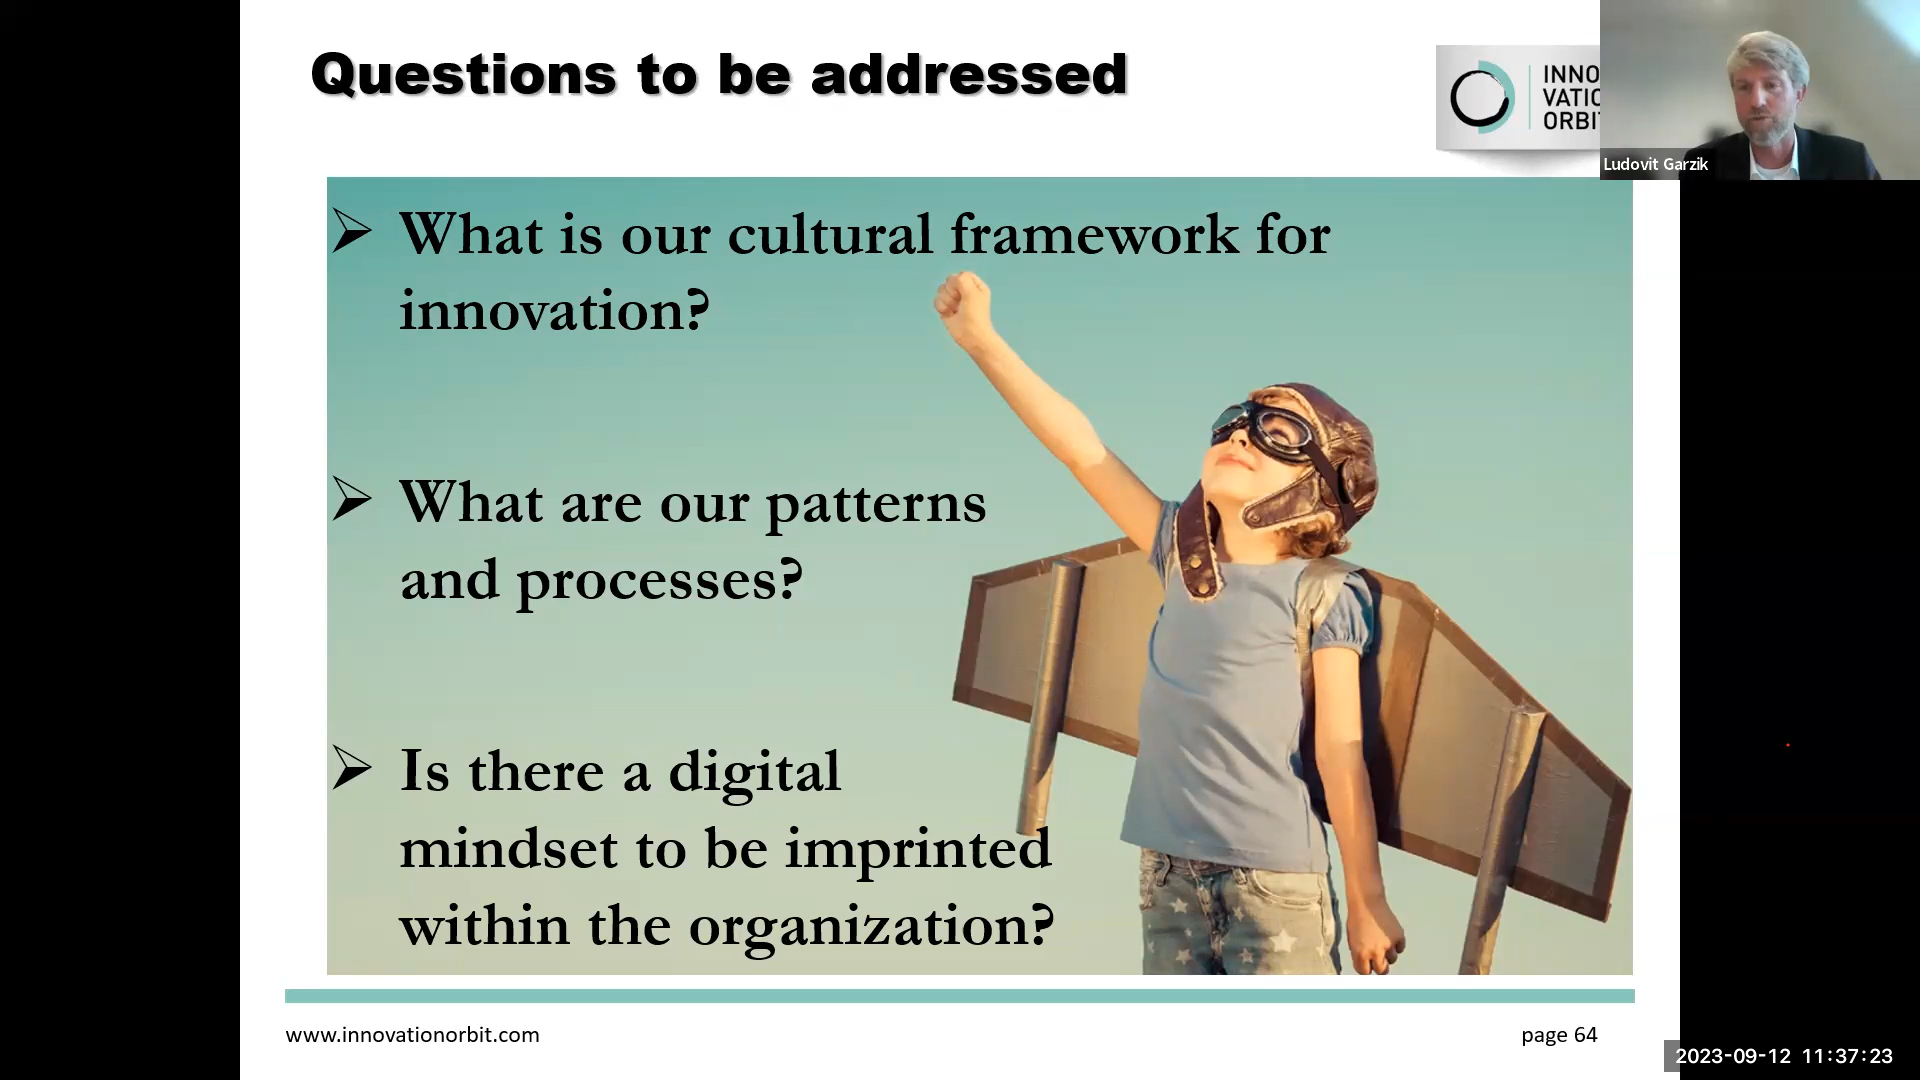 Questions to be addressed
INNO
VATIO
ORBIT
Ludovit Garzik
➢ What is our cultural framework for
innovation?
➢ What are our patterns
and processes?
➢ Is there a digital
mindset to be imprinted
within the organization?
www.innovationorbit.com
page 64
2023-09-12 11:37:23